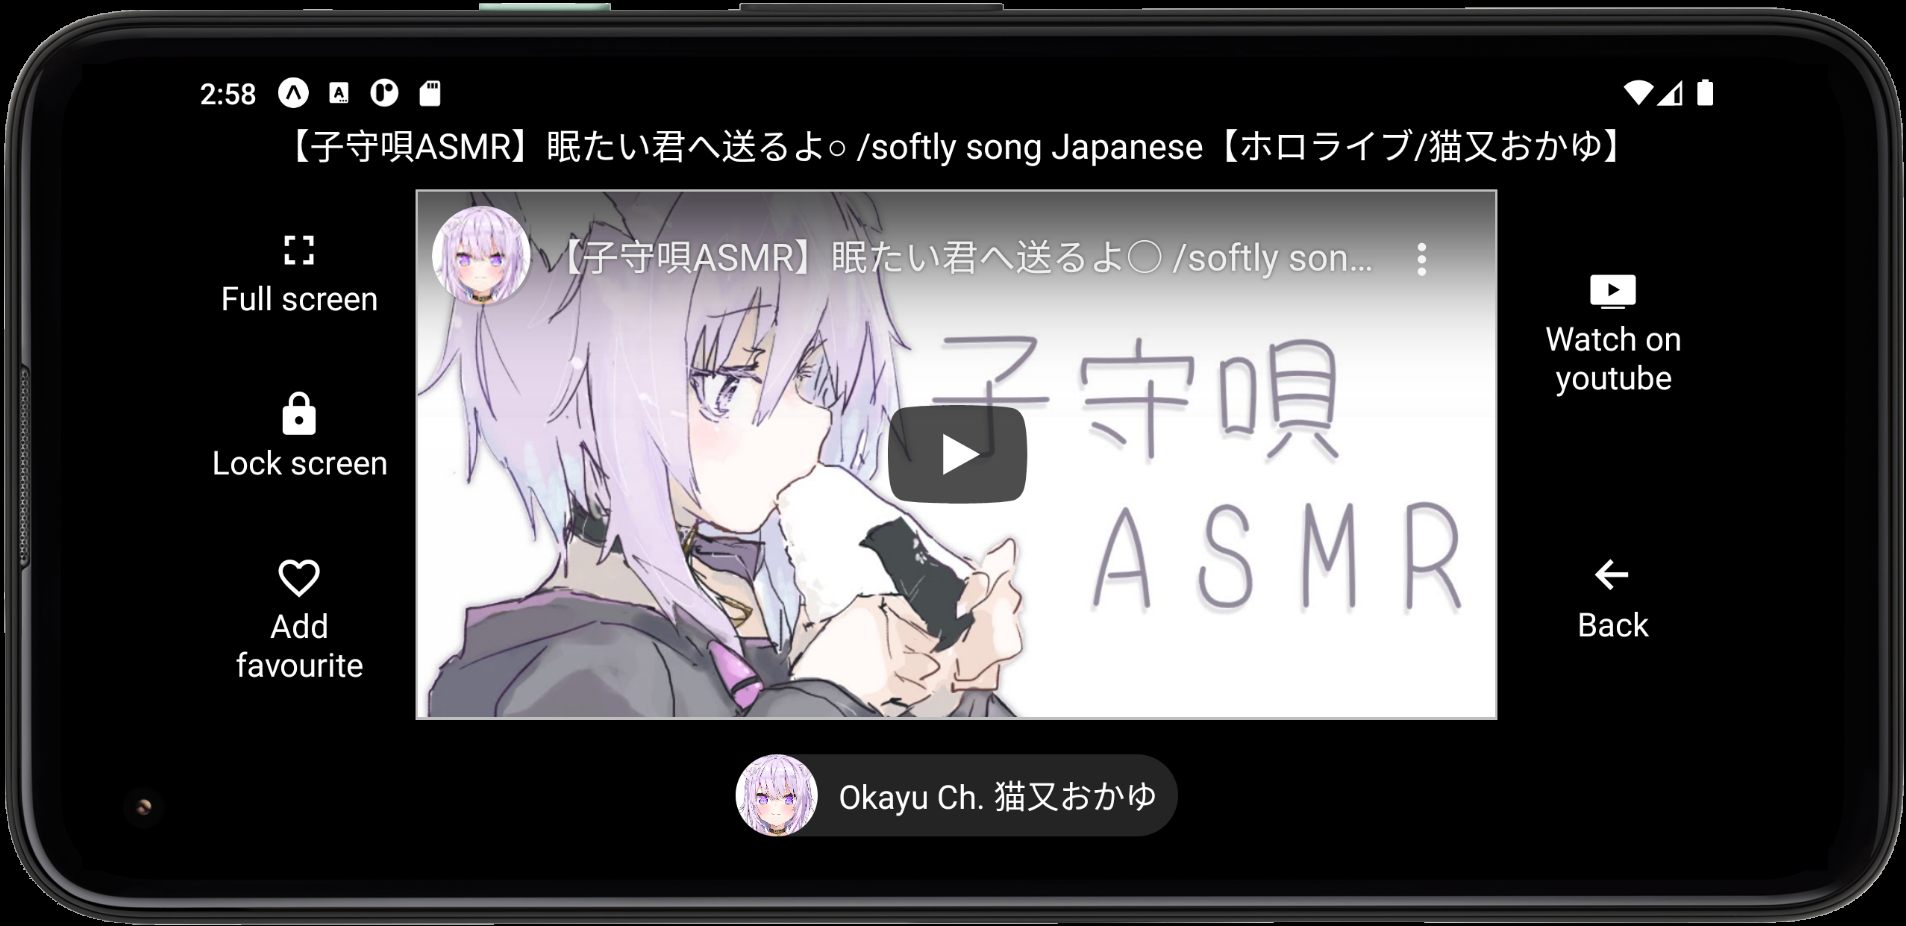 2:58
【子守唄ASMR】眠たい君へ送るよ○ /softly song Japanese【ホロライブ/猫又おかゆ】
Full screen
Lock screen
Add
favourite
【子守唄ASMR】眠たい君へ送るよ◯ /softly son...
子守唄
ASMR
Watch on
youtube
Back
Okayu Ch. 猫又おかゆ